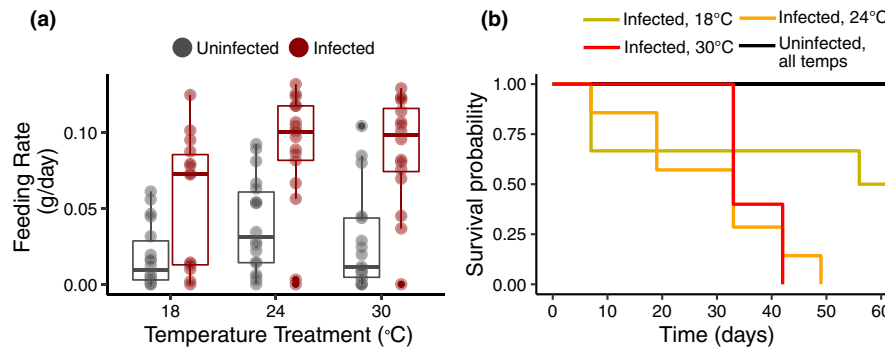 (a)
Uninfected Infected
Feeding Rate
(g/day)
0.10
0.05
0.00
18 24 30
Temperature Treatment (°C)
(b)
Infected, 18°C Infected, 24°C
Infected, 30°C Uninfected,
all temps
Survival probability
1.00
0.75
0.50
0.25
0.00
0 10 20 30 40 50 60
Time (days)